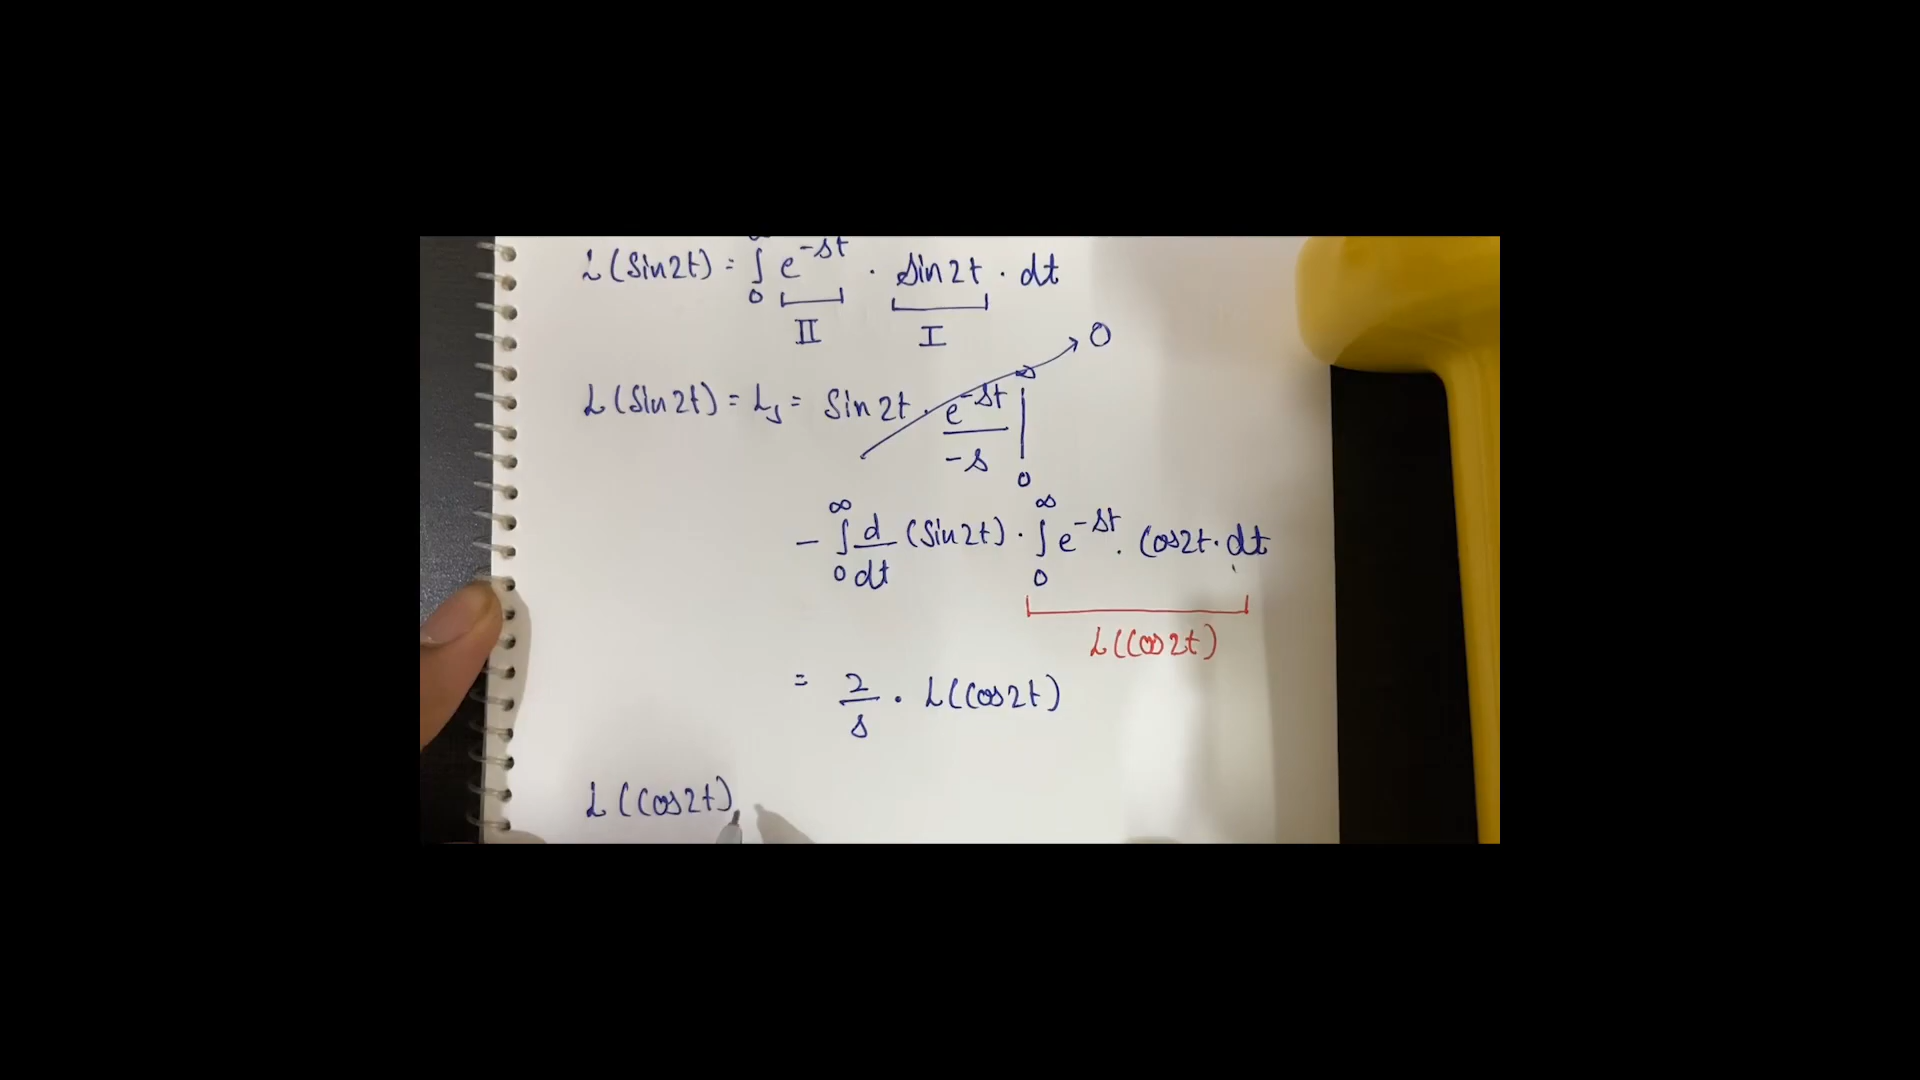 L(Sin2t) = ∫₀^∞ e^-st · sin2t · dt
II I
0
L(Sin2t) = Ls = Sin2t · e^-st/-s |₀^∞
- ∫₀^∞ d/dt (Sin2t) · ∫₀^∞ e^-st . Cos2t · dt
L(Cos2t)
= 2/s · L(Cos2t)
L(Cos2t)